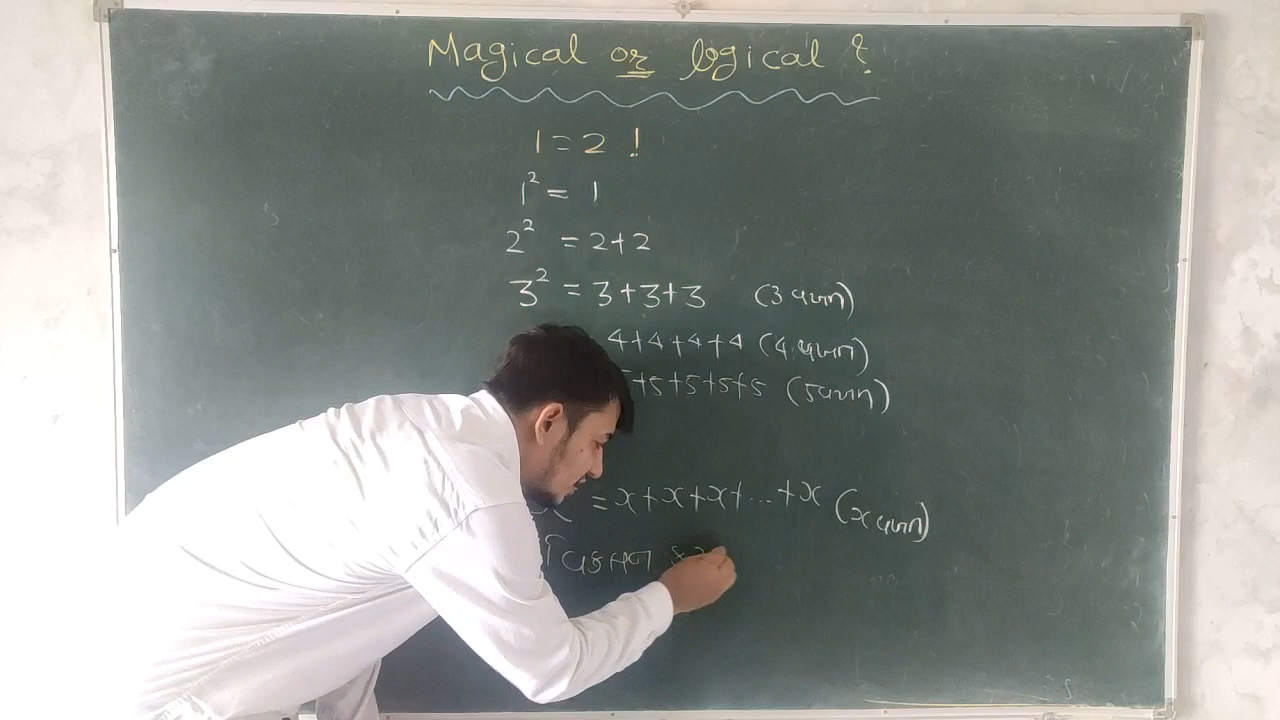 Magical or logical ?
1 = 2 !
1² = 1
2² = 2+2
3² = 3+3+3 (3 વખત)
4+4+4+4 (4 વખત)
+5+5+5+5 (5 વખત)
= x+x+x+...+x (x વખત)
વિકલન